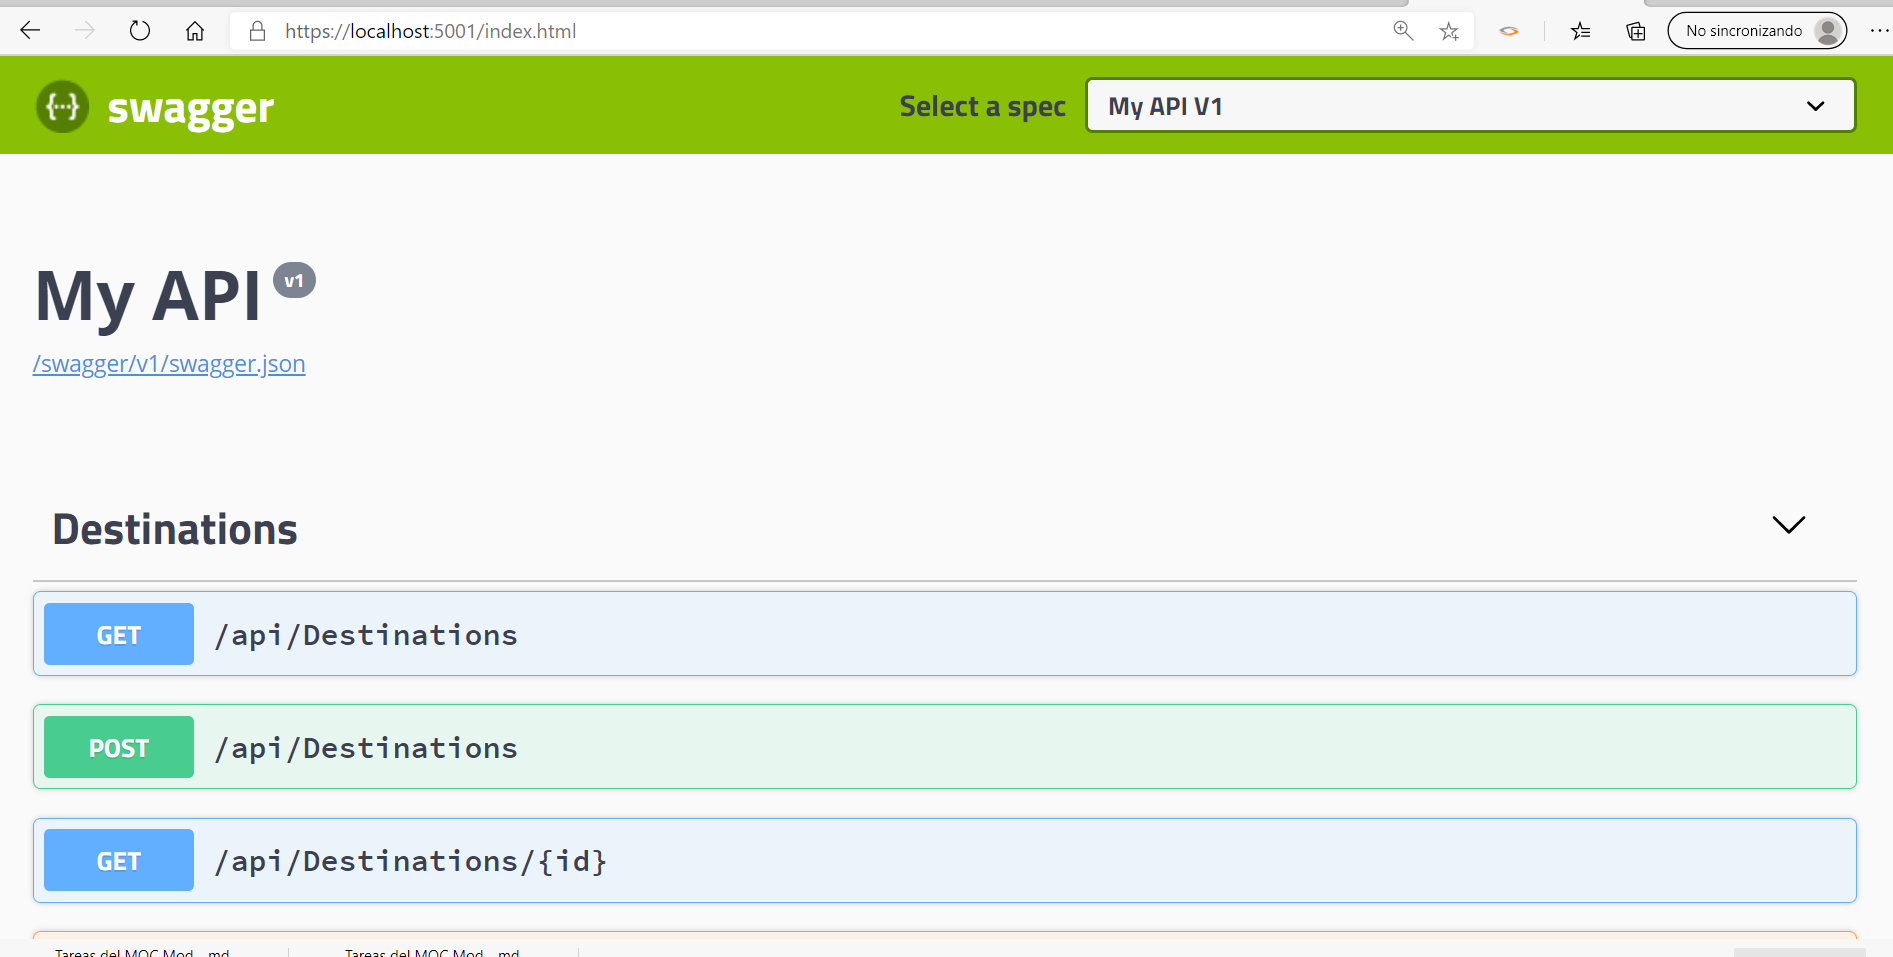 https://localhost:5001/index.html
No sincronizando
swagger
Select a spec
My API V1
My API v1
/swagger/v1/swagger.json
Destinations
GET /api/Destinations
POST /api/Destinations
GET /api/Destinations/{id}
Tareas del MOC Mod....md
Tareas del MOC Mod....md